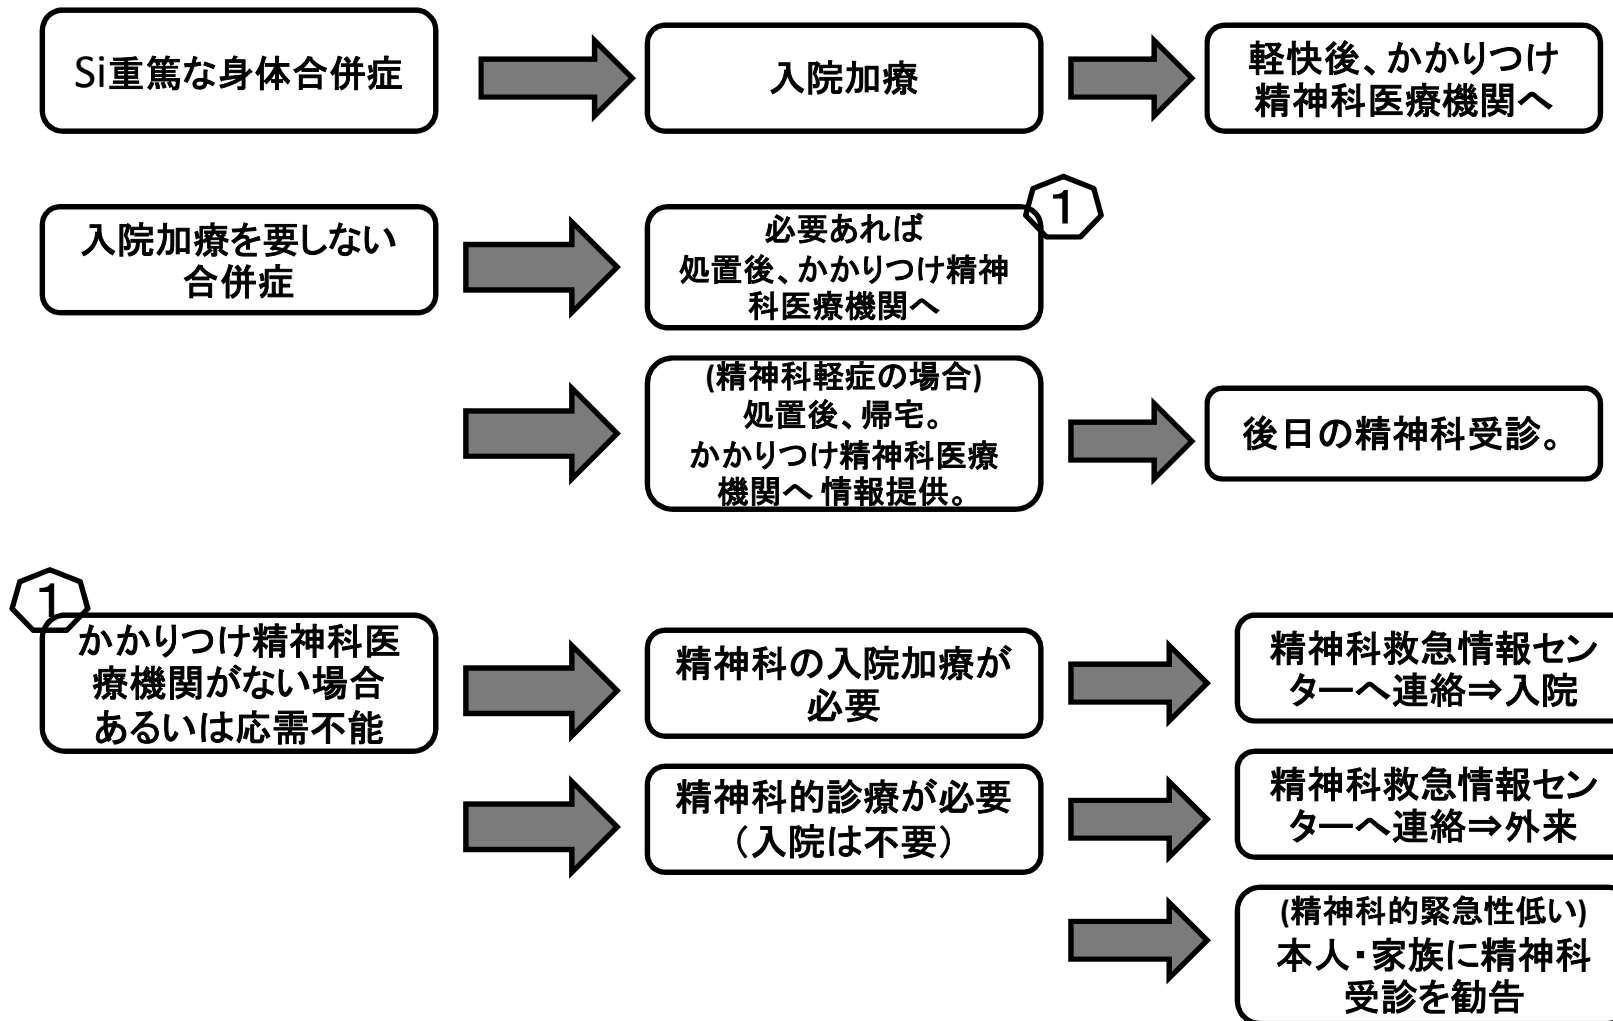 Si重篤な身体合併症
入院加療
軽快後、かかりつけ
精神科医療機関へ
入院加療を要しない
合併症
1
必要あれば
処置後、かかりつけ精神
科医療機関へ
(精神科軽症の場合)
処置後、帰宅。
かかりつけ精神科医療
機関へ 情報提供。
後日の精神科受診。
1
かかりつけ精神科医
療機関がない場合
あるいは応需不能
精神科の入院加療が
必要
精神科救急情報セン
ターへ連絡⇒入院
精神科的診療が必要
（入院は不要）
精神科救急情報セン
ターへ連絡⇒外来
(精神科的緊急性低い)
本人・家族に精神科
受診を勧告